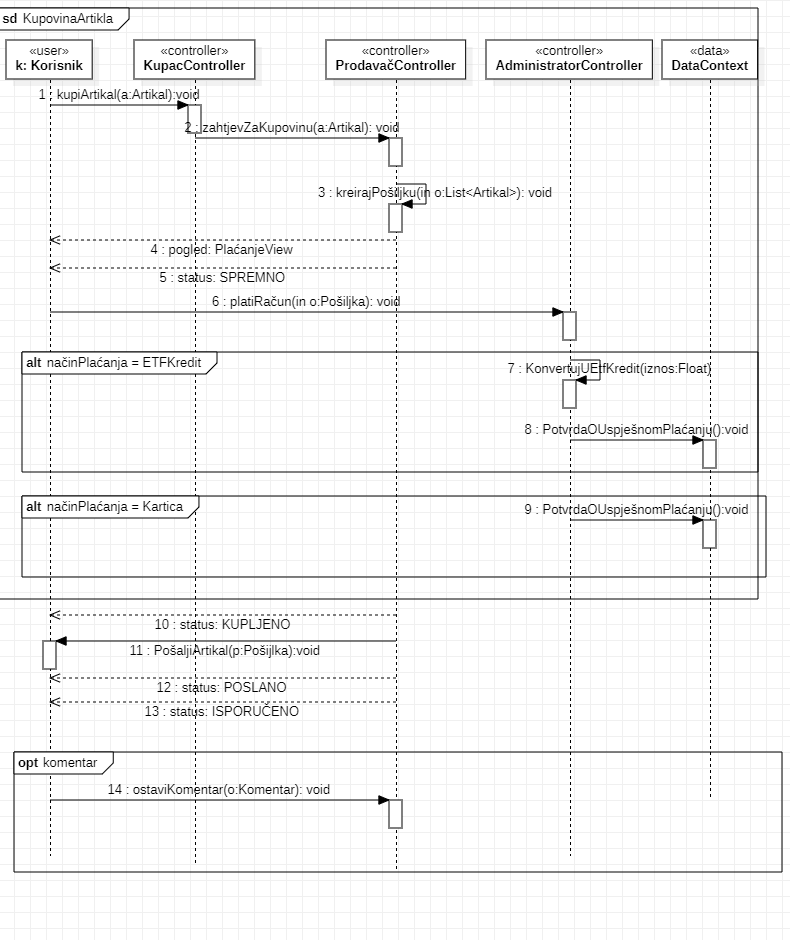 sd KupovinaArtikla
«user»
k: Korisnik
«controller»
KupacController
«controller»
ProdavačController
«controller»
AdministratorController
«data»
DataContext
1 : kupiArtikal(a:Artikal):void
2 : zahtjevZaKupovinu(a:Artikal): void
3 : kreirajPošiljku(in o:List<Artikal>): void
4 : pogled: PlaćanjeView
5 : status: SPREMNO
6 : platiRačun(in o:Pošiljka): void
alt načinPlaćanja = ETFKredit
7 : KonvertujUEtfKredit(iznos:Float)
8 : PotvrdaOUspješnomPlaćanju():void
alt načinPlaćanja = Kartica
9 : PotvrdaOUspješnomPlaćanju():void
10 : status: KUPLJENO
11 : PošaljiArtikal(p:Pošijlka):void
12 : status: POSLANO
13 : status: ISPORUČENO
opt komentar
14 : ostaviKomentar(o:Komentar): void